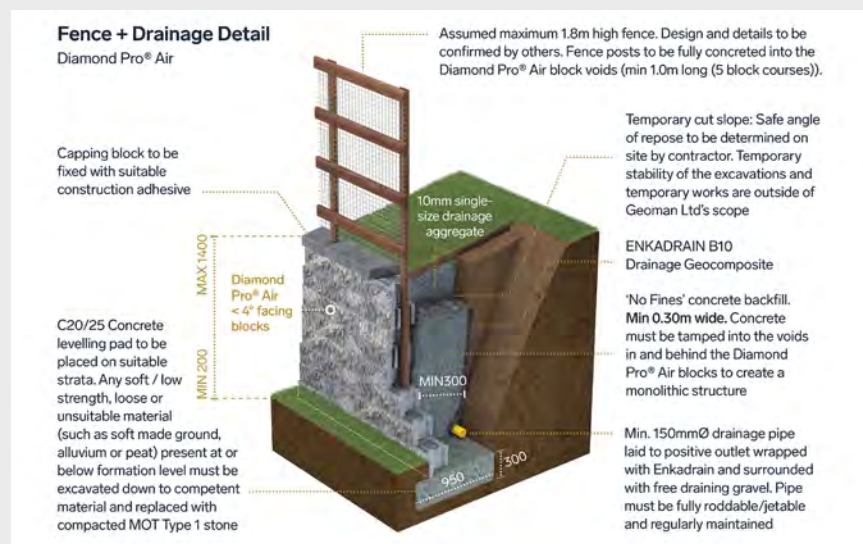 Fence + Drainage Detail
Diamond Pro® Air
Assumed maximum 1.8m high fence. Design and details to be
confirmed by others. Fence posts to be fully concreted into the
Diamond Pro® Air block voids (min 1.0m long (5 block courses)).
Capping block to be
fixed with suitable
construction adhesive
Temporary cut slope: Safe angle
of repose to be determined on
site by contractor. Temporary
stability of the excavations and
temporary works are outside of
Geoman Ltd's scope
10mm single-
size drainage
aggregate
ENKADRAIN B10
Drainage Geocomposite
MAX 1400
Diamond
Pro® Air
< 4° facing
blocks
'No Fines' concrete backfill.
Min 0.30m wide. Concrete
must be tamped into the voids
in and behind the Diamond
Pro® Air blocks to create a
monolithic structure
MIN 200
MIN300
C20/25 Concrete
levelling pad to be
placed on suitable
strata. Any soft / low
strength, loose or
unsuitable material
(such as soft made ground,
alluvium or peat) present at or
below formation level must be
excavated down to competent
material and replaced with
compacted MOT Type 1 stone
Min. 150mmØ drainage pipe
laid to positive outlet wrapped
with Enkadrain and surrounded
with free draining gravel. Pipe
must be fully roddable/jetable
and regularly maintained
300
950